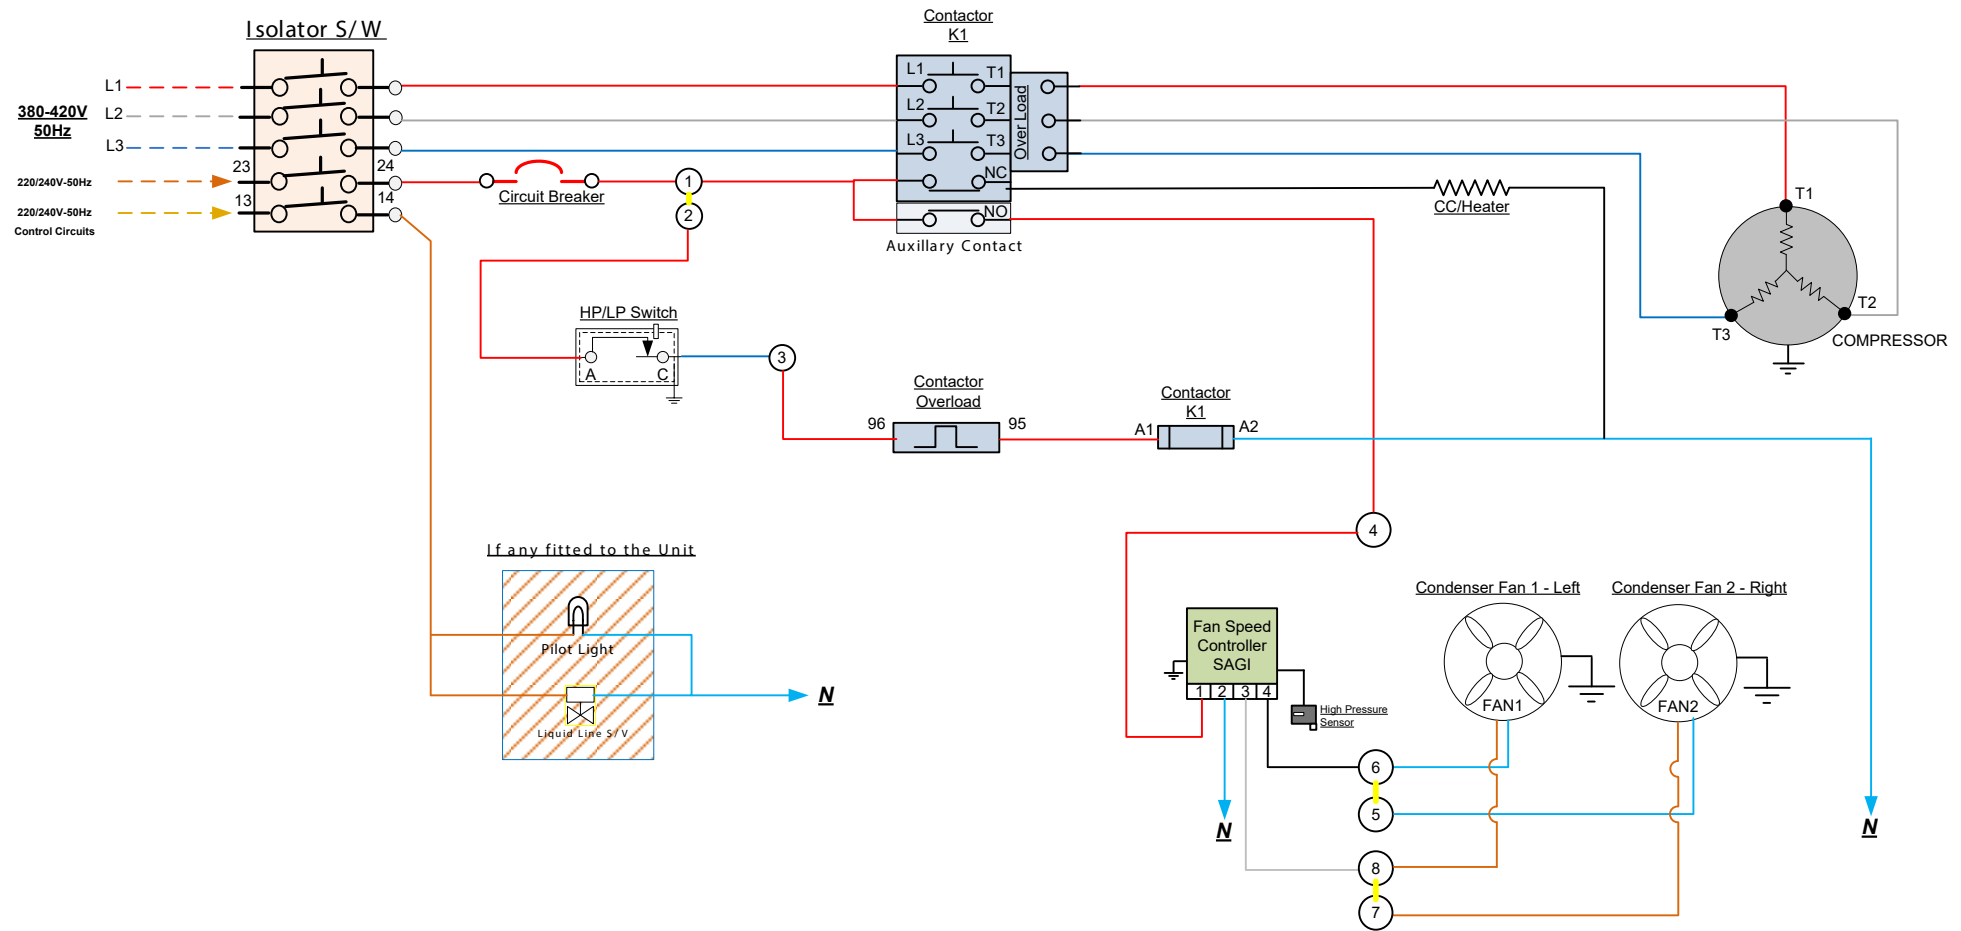 Isolator S/W
Contactor
K1
L1
L2
L3
380-420V
50Hz
23
24
220/240V-50Hz
13
14
220/240V-50Hz
Control Circuits
Circuit Breaker
1
2
L1
T1
L2
T2
L3
T3
NC
NO
Over Load
Auxillary Contact
CC/Heater
T1
T2
T3
COMPRESSOR
HP/LP Switch
A
C
3
Contactor
Overload
96
95
Contactor
K1
A1
A2
4
If any fitted to the Unit
Pilot Light
Liquid Line S/V
N
Fan Speed
Controller
SAGI
1 2 3 4
High Pressure
Sensor
N
Condenser Fan 1 - Left
FAN1
Condenser Fan 2 - Right
FAN2
6
5
8
7
N